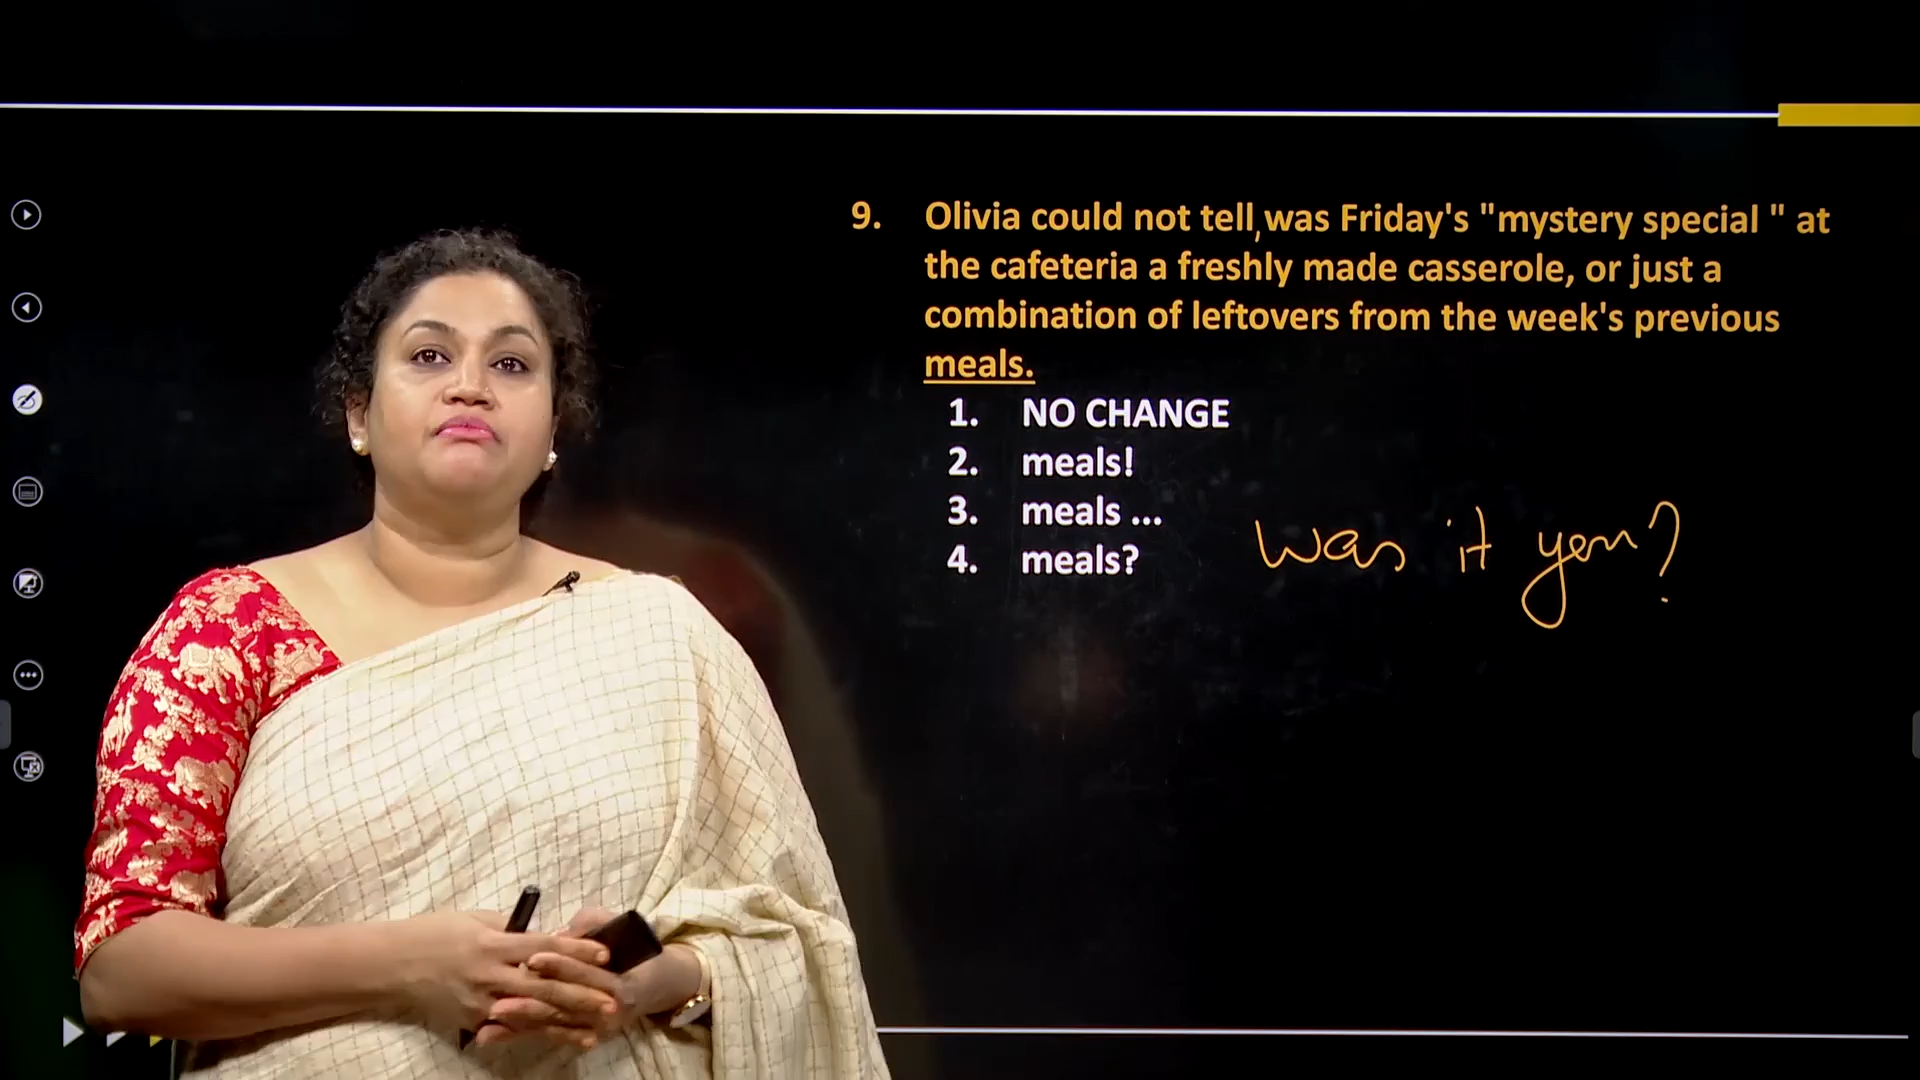 9. Olivia could not tell, was Friday's "mystery special " at
the cafeteria a freshly made casserole, or just a
combination of leftovers from the week's previous
meals.
1. NO CHANGE
2. meals!
3. meals ...
4. meals?
Was it you?